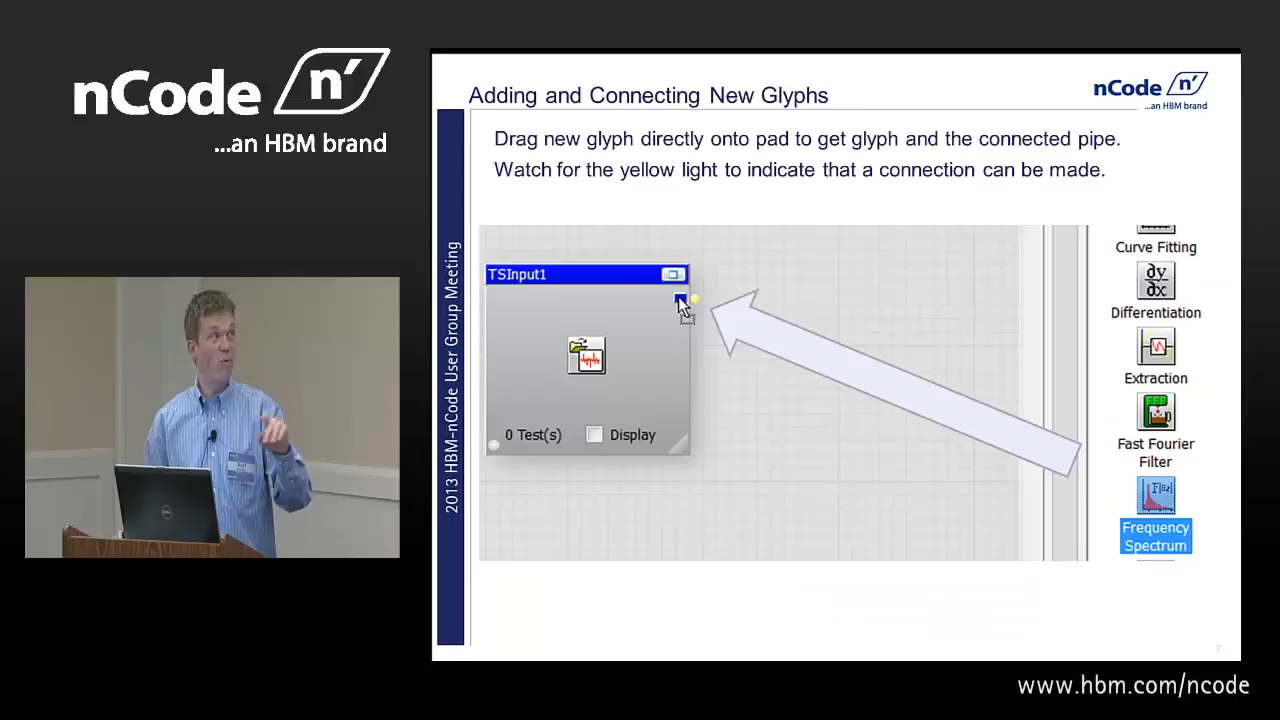 nCode n'
...an HBM brand
Adding and Connecting New Glyphs
nCode n'
...an HBM brand
Drag new glyph directly onto pad to get glyph and the connected pipe.
Watch for the yellow light to indicate that a connection can be made.
2013 HBM-nCode User Group Meeting
TSInput1
0 Test(s)
Display
Curve Fitting
∂y
∂x
Differentiation
Extraction
Fast Fourier
Filter
Frequency
Spectrum
7
www.hbm.com/ncode